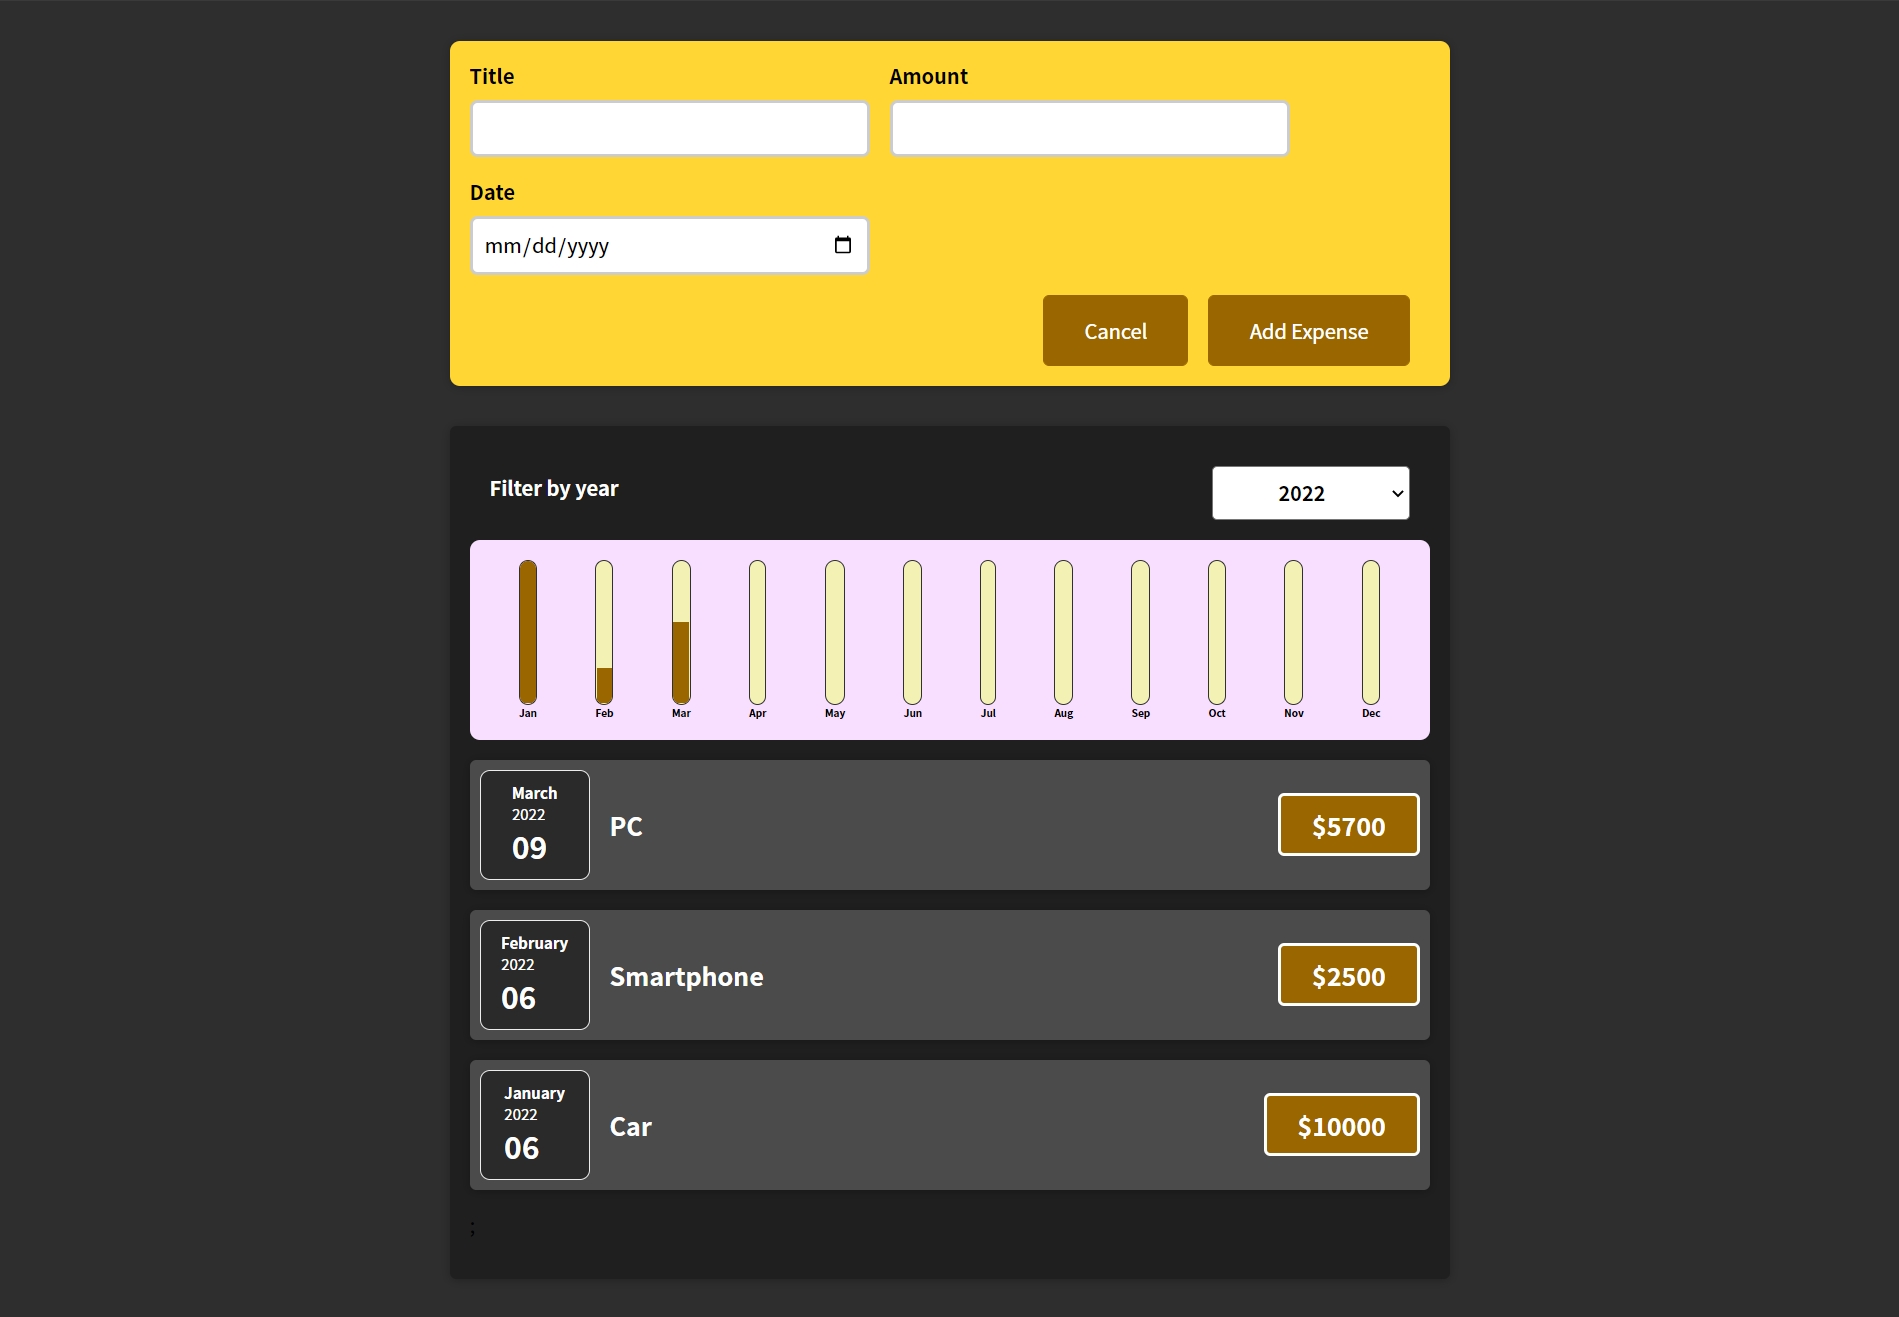 Title Amount
Date
mm/dd/yyyy
Cancel Add Expense
Filter by year 2022
Jan Feb Mar Apr May Jun Jul Aug Sep Oct Nov Dec
March
2022
09
PC
$5700
February
2022
06
Smartphone
$2500
January
2022
06
Car
$10000
;